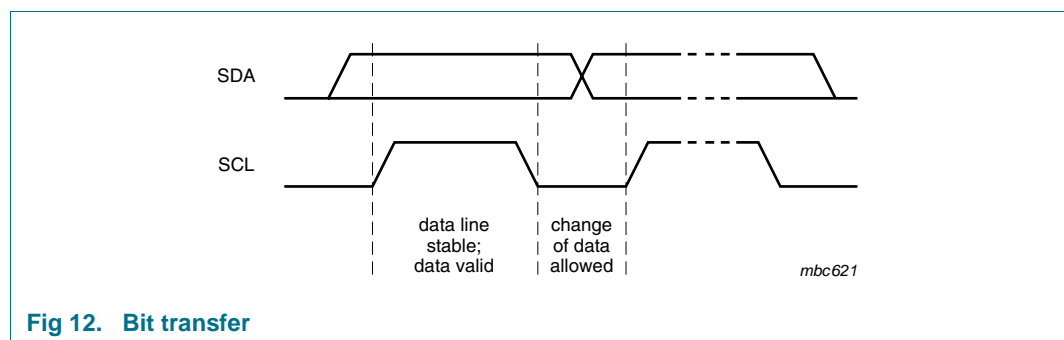 SDA
SCL
data line
stable;
data valid
change
of data
allowed
mbc621
Fig 12. Bit transfer